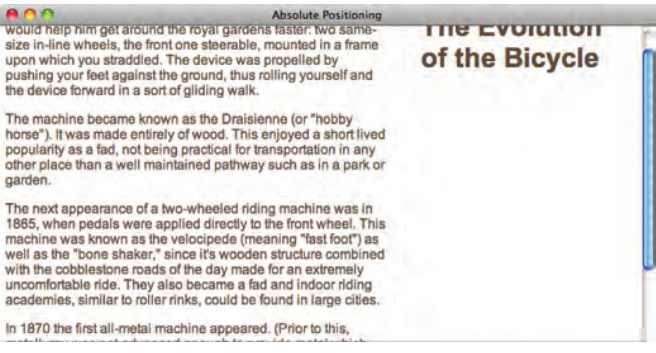 Absolute Positioning
would help him get around the royal gardens faster: two same-
size in-line wheels, the front one steerable, mounted in a frame
upon which you straddled. The device was propelled by
pushing your feet against the ground, thus rolling yourself and
the device forward in a sort of gliding walk.
The machine became known as the Draisienne (or "hobby
horse"). It was made entirely of wood. This enjoyed a short lived
popularity as a fad, not being practical for transportation in any
other place than a well maintained pathway such as in a park or
garden.
The next appearance of a two-wheeled riding machine was in
1865, when pedals were applied directly to the front wheel. This
machine was known as the velocipede (meaning "fast foot") as
well as the "bone shaker," since it's wooden structure combined
with the cobblestone roads of the day made for an extremely
uncomfortable ride. They also became a fad and indoor riding
academies, similar to roller rinks, could be found in large cities.
In 1870 the first all-metal machine appeared. (Prior to this,
metallurgy was not advanced enough to provide metal which
The Evolution
of the Bicycle